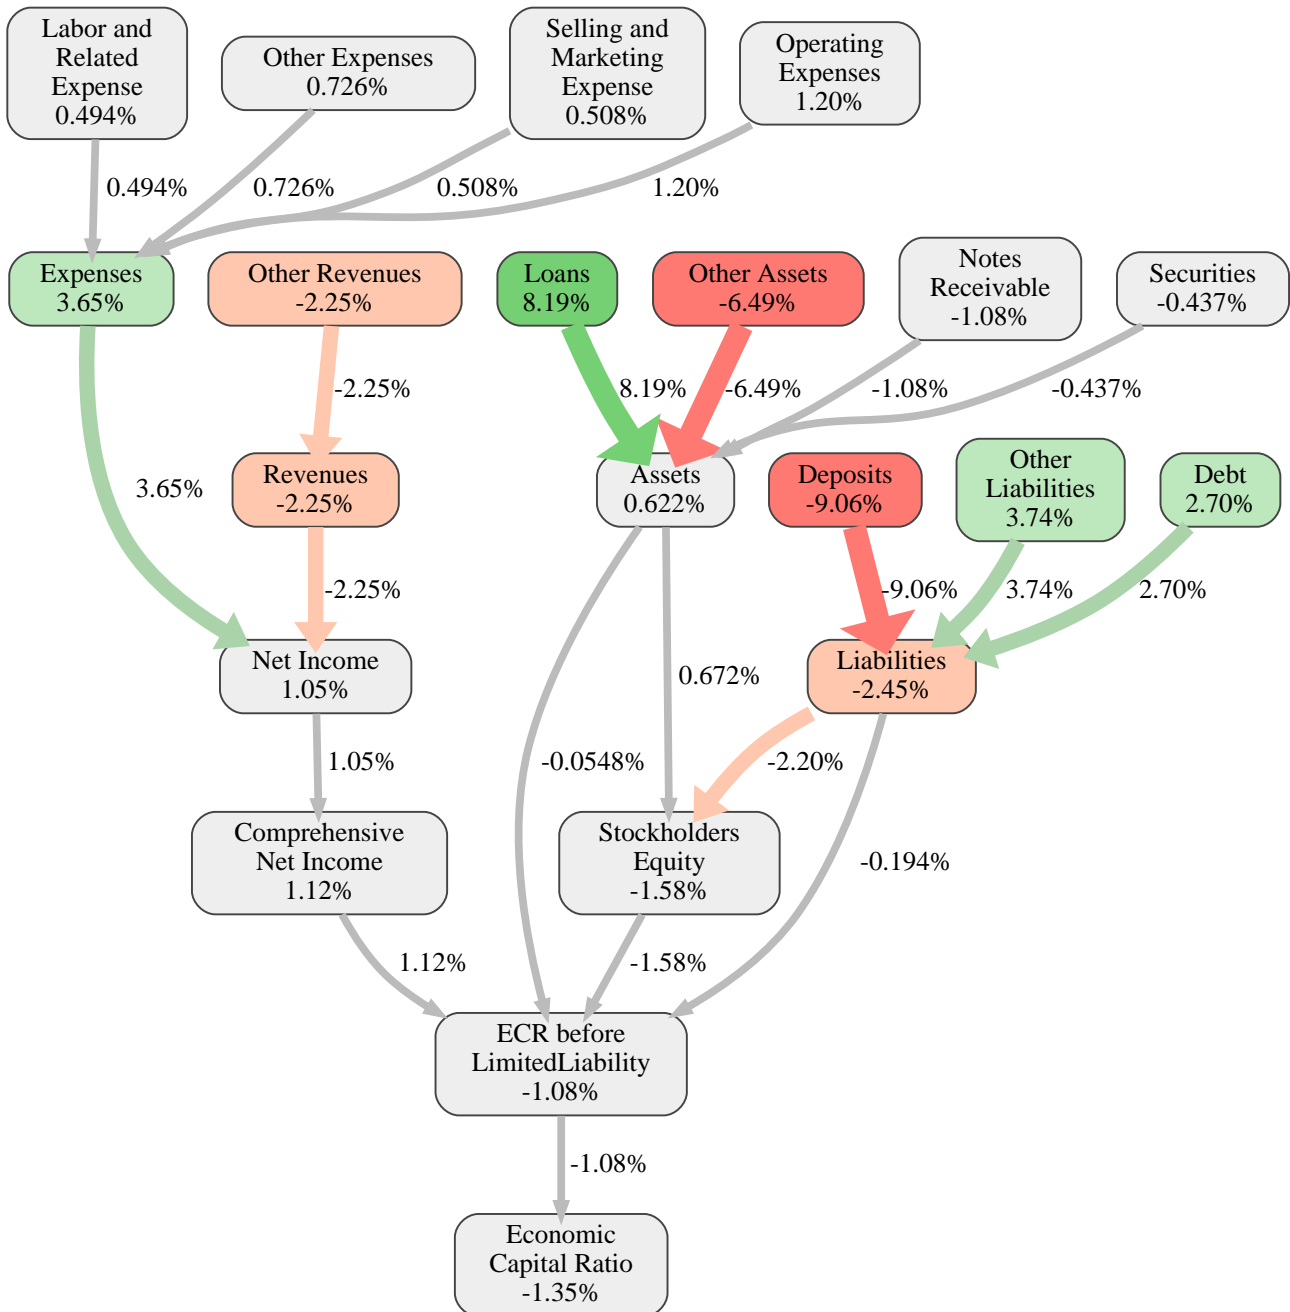 Labor and
Related
Expense
0.494%
Other Expenses
0.726%
Selling and
Marketing
Expense
0.508%
Operating
Expenses
1.20%
0.494%
0.726%
0.508%
1.20%
Expenses
3.65%
Other Revenues
-2.25%
Loans
8.19%
Other Assets
-6.49%
Notes
Receivable
-1.08%
Securities
-0.437%
-2.25%
8.19%
-6.49%
-1.08%
-0.437%
3.65%
Revenues
-2.25%
Assets
0.622%
Deposits
-9.06%
Other
Liabilities
3.74%
Debt
2.70%
-2.25%
-9.06%
3.74%
2.70%
Net Income
1.05%
0.672%
Liabilities
-2.45%
1.05%
-0.0548%
-2.20%
Comprehensive
Net Income
1.12%
Stockholders
Equity
-1.58%
-0.194%
1.12%
-1.58%
ECR before
LimitedLiability
-1.08%
-1.08%
Economic
Capital Ratio
-1.35%